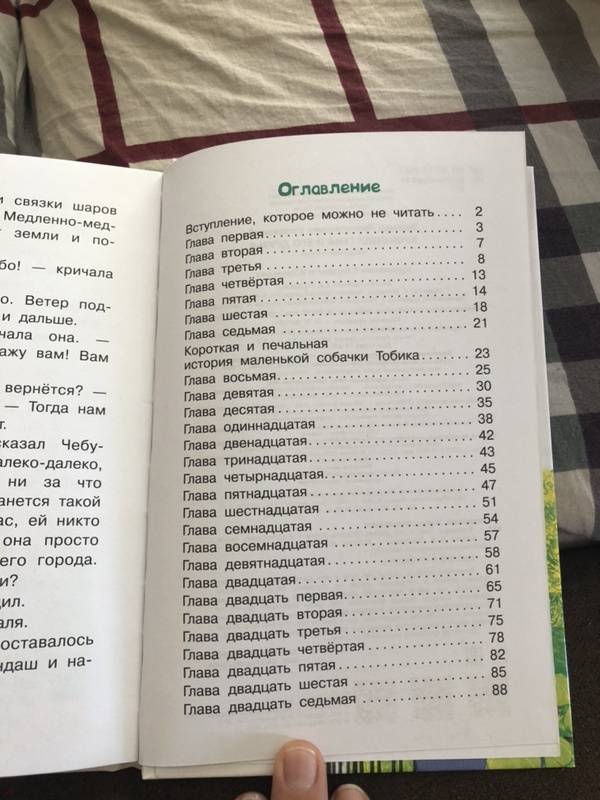 и связки шаров
Медленно-мед-
земли и по-
бо! — кричала
о. Ветер под-
и дальше.
чала она. —
ажу вам! Вам
вернётся? —
— Тогда нам
т.
сказал Чебу-
алеко-далеко,
ни за что
анется такой
ас, ей никто
она просто
его города.
и?
дил.
аля.
оставалось
ндаш и на-
Оглавление
Вступление, которое можно не читать .... 2
Глава первая ........ 3
Глава вторая ........ 7
Глава третья ........ 8
Глава четвёртая ........ 13
Глава пятая ........ 14
Глава шестая ........ 18
Глава седьмая ........ 21
Короткая и печальная
история маленькой собачки Тобика ........ 23
Глава восьмая ........ 25
Глава девятая ........ 30
Глава десятая ........ 35
Глава одиннадцатая ........ 38
Глава двенадцатая ........ 42
Глава тринадцатая ........ 43
Глава четырнадцатая ........ 45
Глава пятнадцатая ........ 47
Глава шестнадцатая ........ 51
Глава семнадцатая ........ 54
Глава восемнадцатая ........ 57
Глава девятнадцатая ........ 58
Глава двадцатая ........ 61
Глава двадцать первая ........ 65
Глава двадцать вторая ........ 71
Глава двадцать третья ........ 75
Глава двадцать четвёртая ........ 78
Глава двадцать пятая ........ 82
Глава двадцать шестая ........ 85
Глава двадцать седьмая ........ 88